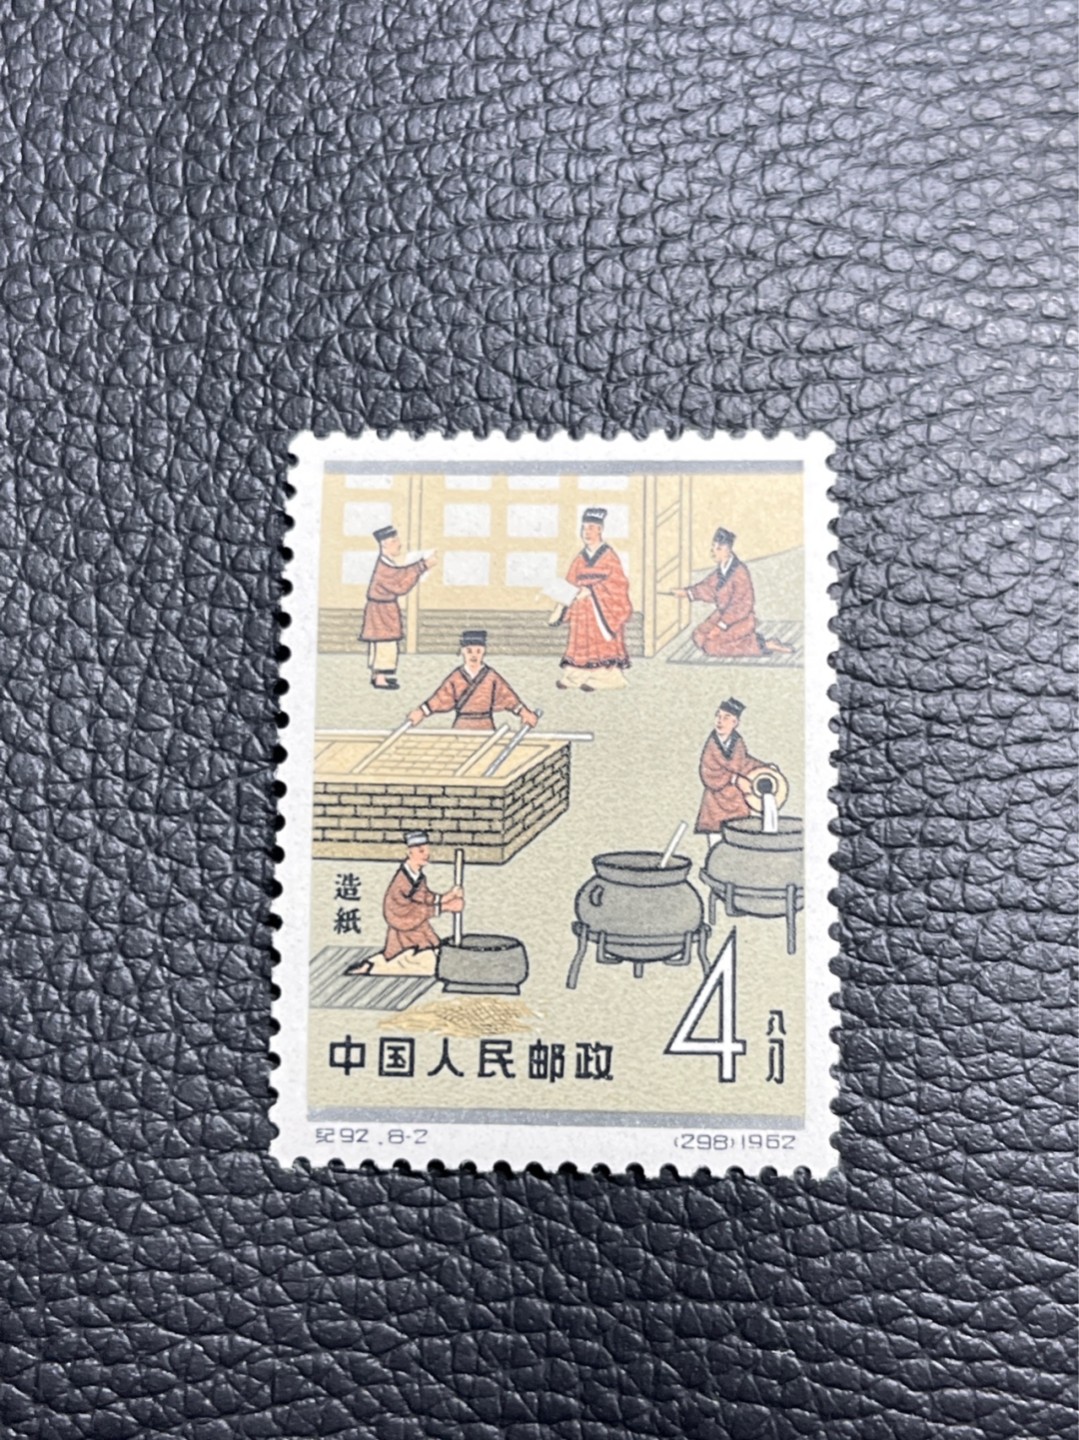 造
紙
中国人民邮政
4分
纪92.8-2
(298)1962